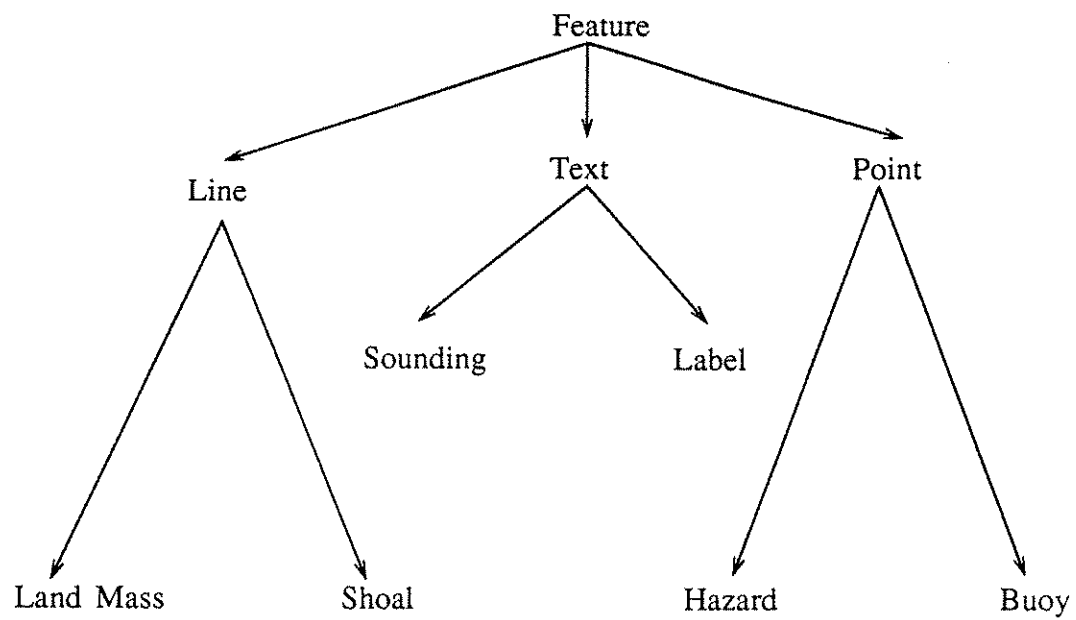 Feature
Line
Text
Point
Sounding
Label
Land Mass
Shoal
Hazard
Buoy